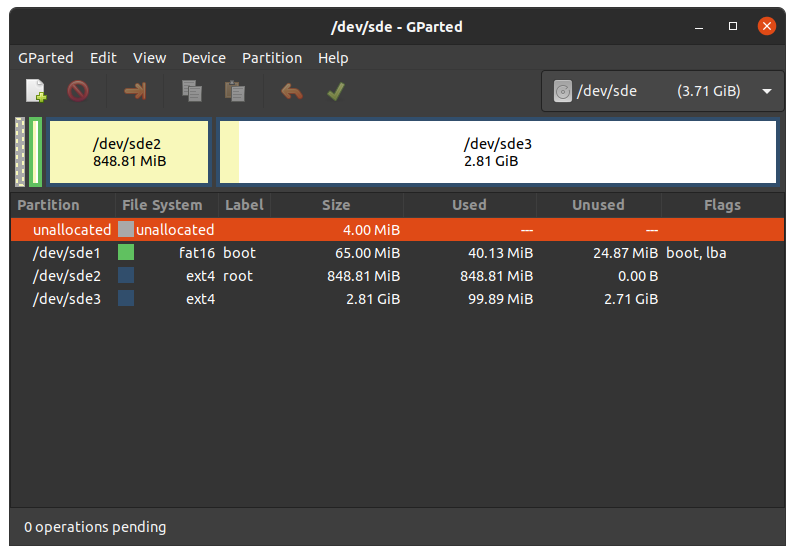 /dev/sde - GParted
GParted Edit View Device Partition Help
/dev/sde (3.71 GiB)
/dev/sde2
848.81 MiB
/dev/sde3
2.81 GiB
Partition File System Label Size Used Unused Flags
unallocated unallocated 4.00 MiB --- ---
/dev/sde1 fat16 boot 65.00 MiB 40.13 MiB 24.87 MiB boot, lba
/dev/sde2 ext4 root 848.81 MiB 848.81 MiB 0.00 B
/dev/sde3 ext4 2.81 GiB 99.89 MiB 2.71 GiB
0 operations pending